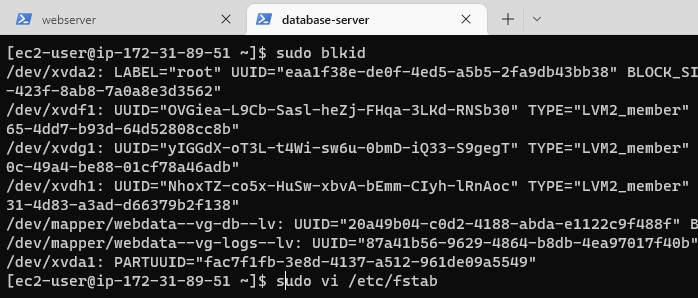 webserver
database-server
[ec2-user@ip-172-31-89-51 ~]$ sudo blkid
/dev/xvda2: LABEL="root" UUID="eaa1f38e-de0f-4ed5-a5b5-2fa9db43bb38" BLOCK_SI
-423f-8ab8-7a0a8e3d3562"
/dev/xvdf1: UUID="OVGiea-L9Cb-Sasl-heZj-FHqa-3LKd-RNSb30" TYPE="LVM2_member"
65-4dd7-b93d-64d52808cc8b"
/dev/xvdg1: UUID="yIGGdX-oT3L-t4Wi-sw6u-0bmD-iQ33-S9gegT" TYPE="LVM2_member"
0c-49a4-be88-01cf78a46adb"
/dev/xvdh1: UUID="NhoxTZ-co5x-HuSw-xbvA-bEmm-CIyh-lRnAoc" TYPE="LVM2_member"
31-4d83-a3ad-d66379b2f138"
/dev/mapper/webdata--vg-db--lv: UUID="20a49b04-c0d2-4188-abda-e1122c9f488f" B
/dev/mapper/webdata--vg-logs--lv: UUID="87a41b56-9629-4864-b8db-4ea97017f40b"
/dev/xvda1: PARTUUID="fac7f1fb-3e8d-4137-a512-961de09a5549"
[ec2-user@ip-172-31-89-51 ~]$ sudo vi /etc/fstab